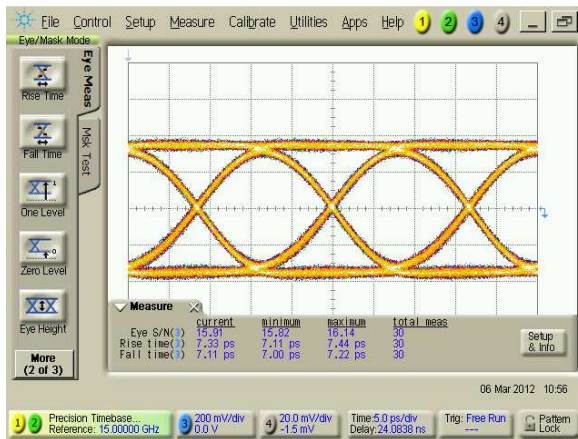 File Control Setup Measure Calibrate Utilities Apps Help 1 2 3 4
Eye/Mask Mode
Eye Meas
Msk Test
Rise Time
Fall Time
One Level
Zero Level
Eye Height
More
(2 of 3)
Measure
current minimum maximum total meas
Eye S/N(3) 15.91 15.82 16.14 30
Rise time(3) 7.33 ps 7.11 ps 7.44 ps 30
Fall time(3) 7.11 ps 7.00 ps 7.22 ps 30
Setup
& Info
06 Mar 2012 10:56
1 2 Precision Timebase...
Reference: 15.00000 GHz
3 200 mV/div
0.0 V
4 20.0 mV/div
-1.5 mV
Time:5.0 ps/div
Delay:24.0838 ns
Trig: Free Run
---
Pattern
Lock